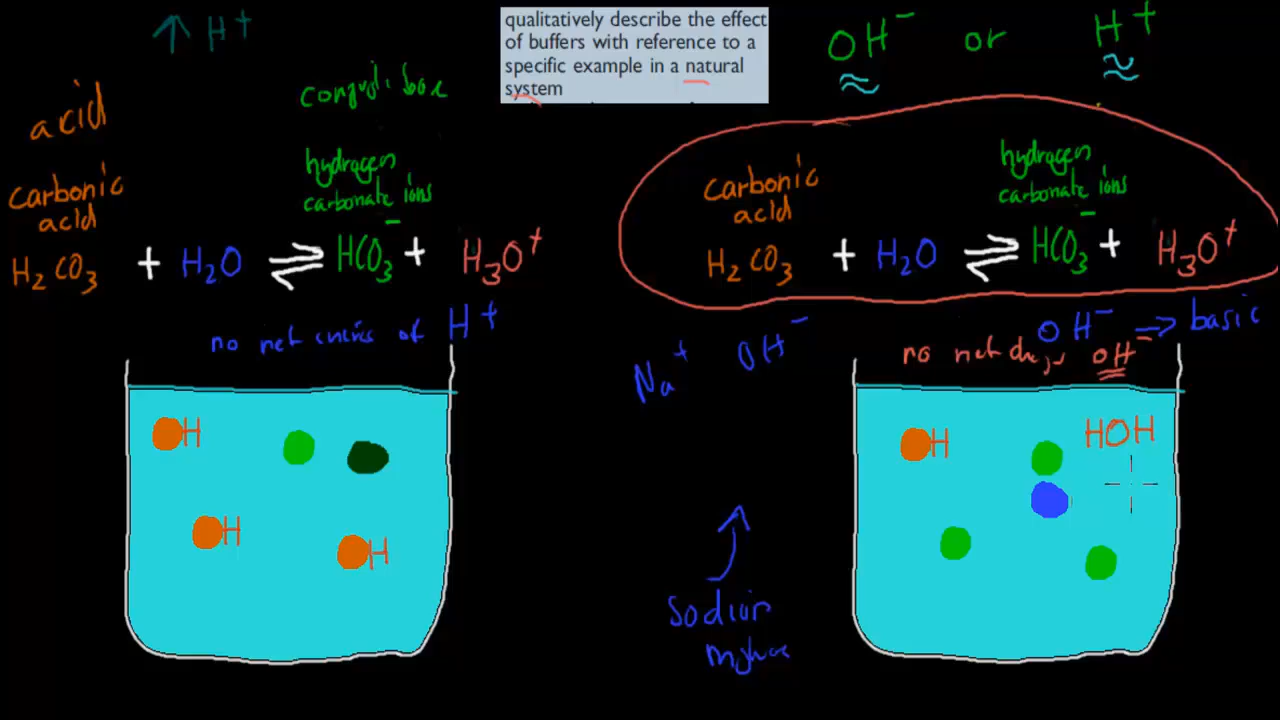 ↑ H+
qualitatively describe the effect
of buffers with reference to a
specific example in a natural
system
OH⁻ or H+
acid
carbonic
acid
hydrogen
carbonate ions
H₂CO₃ + H₂O ⇌ HCO₃⁻ + H₃O+
no net of H+
carbonic
acid
hydrogen
carbonate ions
H₂CO₃ + H₂O ⇌ HCO₃⁻ + H₃O+
Na+ OH⁻
OH⁻ → basic
no net OH⁻
H
H
H
H
HOH